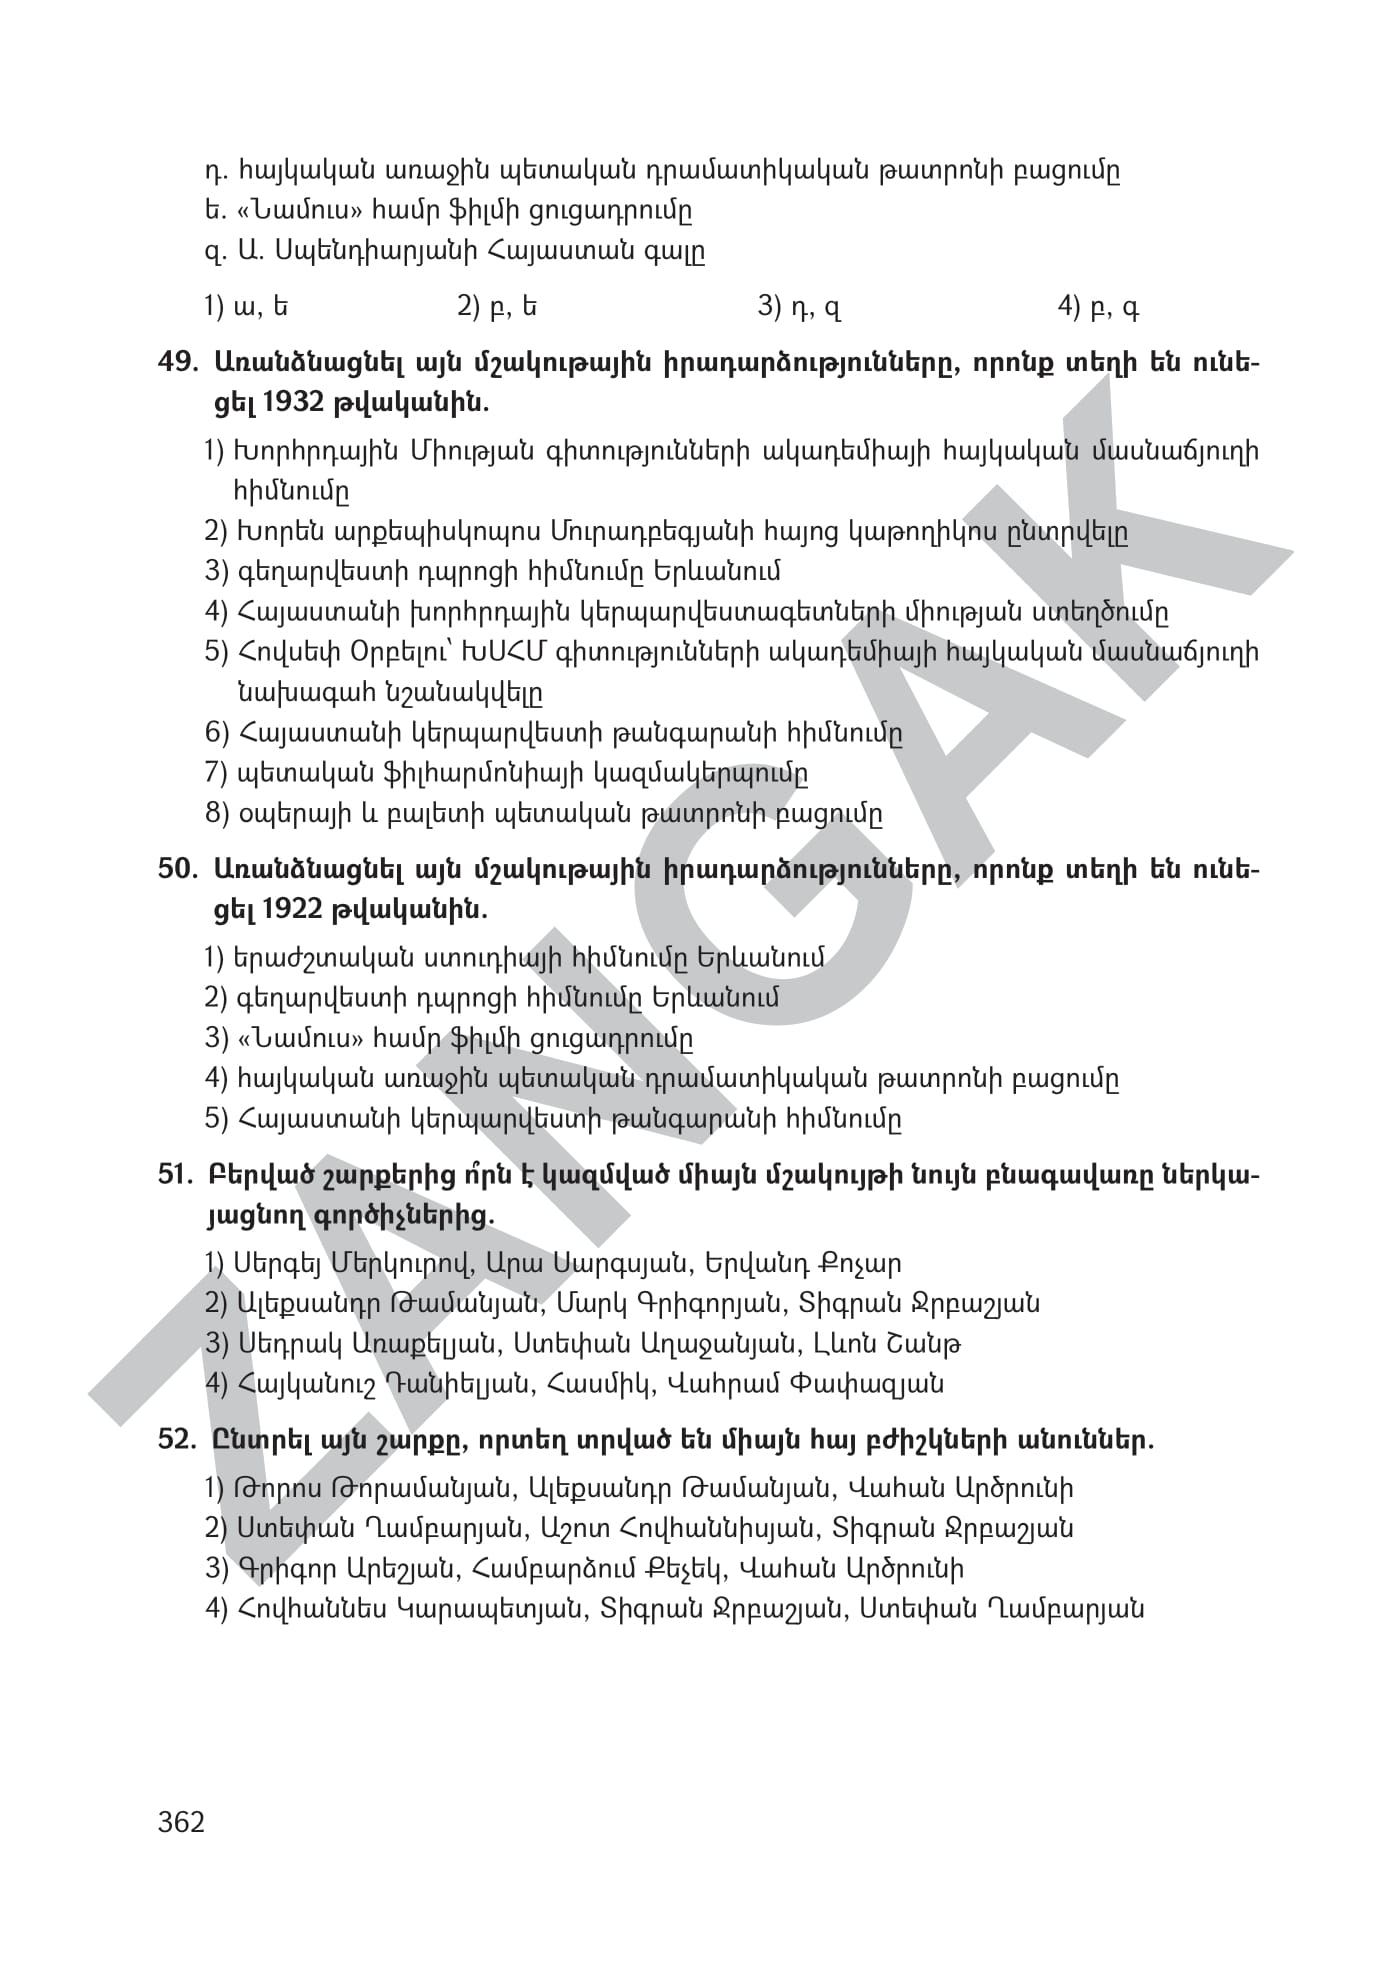 դ. հայկական առաջին պետական դրամատիկական թատրոնի բացումը
ե. «Նամուս» համր ֆիլմի ցուցադրումը
զ. Ա. Սպենդիարյանի Հայաստան գալը
1) ա, ե 2) բ, ե 3) դ, զ 4) բ, գ
49. Առանձնացնել այն մշակութային իրադարձությունները, որոնք տեղի են ունե-
ցել 1932 թվականին.
1) Խորհրդային Միության գիտությունների ակադեմիայի հայկական մասնաճյուղի
հիմնումը
2) Խորեն արքեպիսկոպոս Մուրադբեգյանի հայոց կաթողիկոս ընտրվելը
3) գեղարվեստի դպրոցի հիմնումը Երևանում
4) Հայաստանի խորհրդային կերպարվեստագետների միության ստեղծումը
5) Հովսեփ Օրբելու՝ ԽՍՀՄ գիտությունների ակադեմիայի հայկական մասնաճյուղի
նախագահ նշանակվելը
6) Հայաստանի կերպարվեստի թանգարանի հիմնումը
7) պետական ֆիլհարմոնիայի կազմակերպումը
8) օպերայի և բալետի պետական թատրոնի բացումը
50. Առանձնացնել այն մշակութային իրադարձությունները, որոնք տեղի են ունե-
ցել 1922 թվականին.
1) երաժշտական ստուդիայի հիմնումը Երևանում
2) գեղարվեստի դպրոցի հիմնումը Երևանում
3) «Նամուս» համր ֆիլմի ցուցադրումը
4) հայկական առաջին պետական դրամատիկական թատրոնի բացումը
5) Հայաստանի կերպարվեստի թանգարանի հիմնումը
51. Բերված շարքերից ո՞րն է կազմված միայն մշակույթի նույն բնագավառը ներկա-
յացնող գործիչներից.
1) Սերգեյ Մերկուրով, Արա Սարգսյան, Երվանդ Քոչար
2) Ալեքսանդր Թամանյան, Մարկ Գրիգորյան, Տիգրան Ջրբաշյան
3) Սեդրակ Առաքելյան, Ստեփան Աղաջանյան, Լևոն Շանթ
4) Հայկանուշ Դանիելյան, Հասմիկ, Վահրամ Փափազյան
52. Ընտրել այն շարքը, որտեղ տրված են միայն հայ բժիշկների անուններ.
1) Թորոս Թորամանյան, Ալեքսանդր Թամանյան, Վահան Արծրունի
2) Ստեփան Ղամբարյան, Աշոտ Հովհաննիսյան, Տիգրան Ջրբաշյան
3) Գրիգոր Արեշյան, Համբարձում Քեչեկ, Վահան Արծրունի
4) Հովհաննես Կարապետյան, Տիգրան Ջրբաշյան, Ստեփան Ղամբարյան
362
ZANGAK